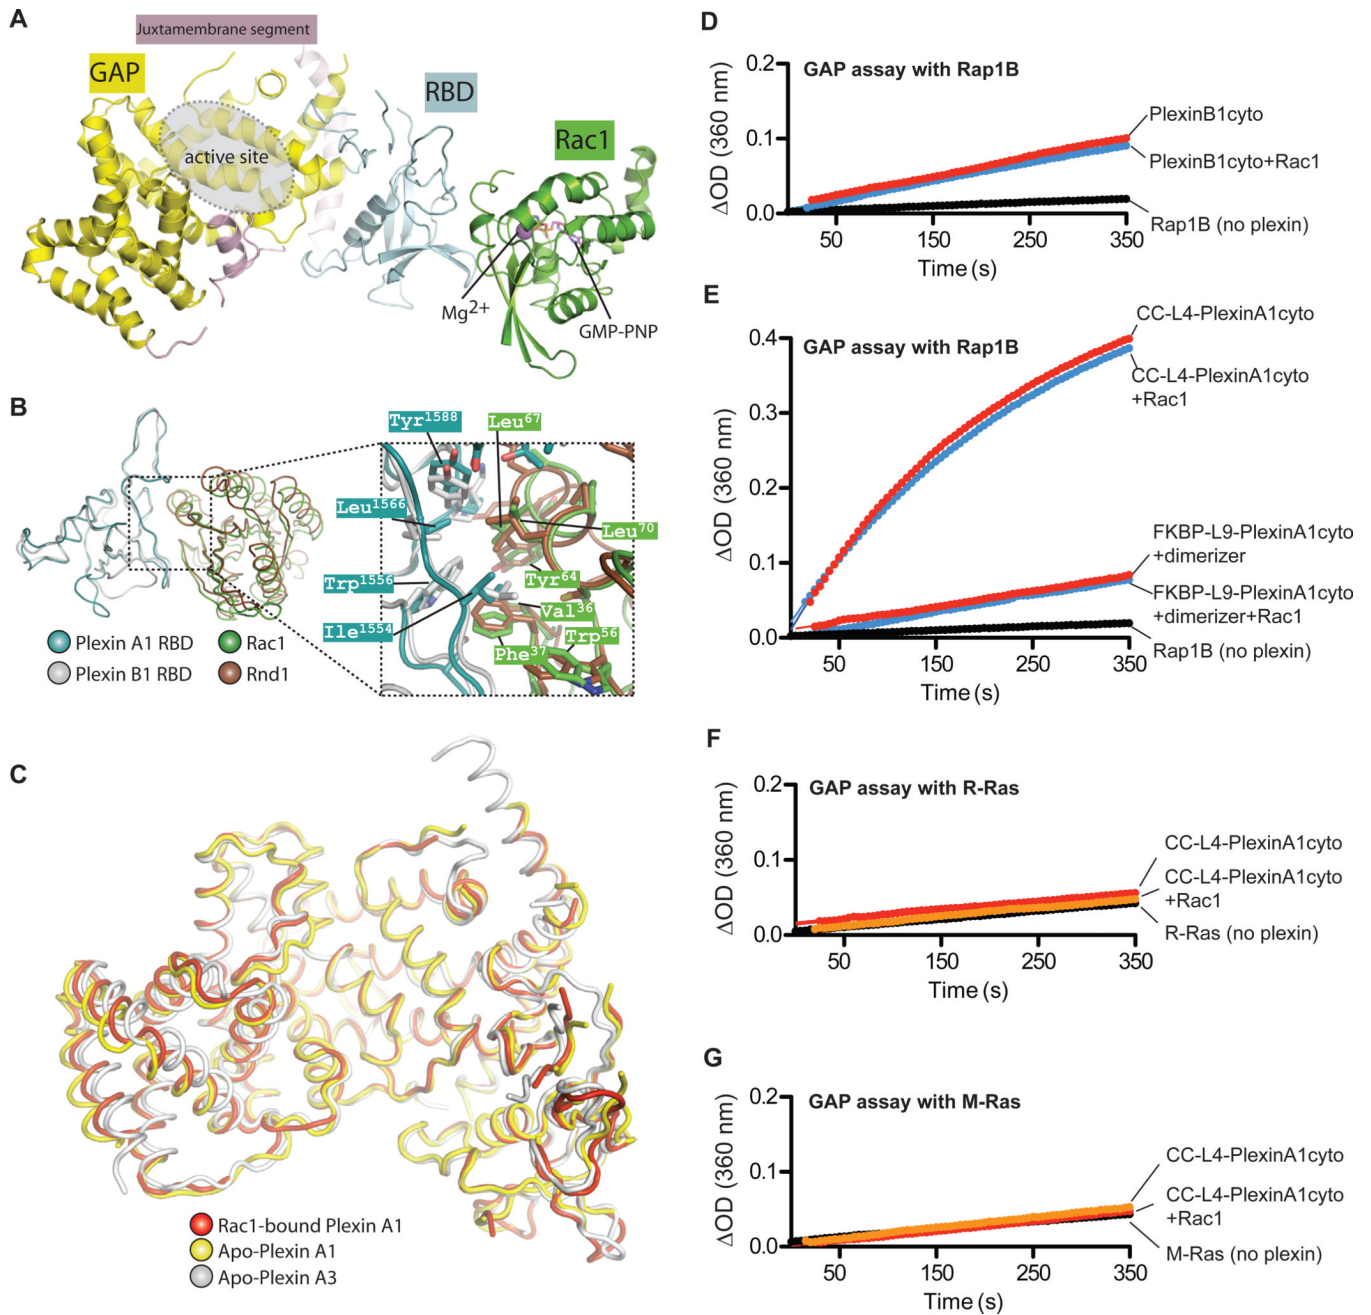 A
Juxtamembrane segment
GAP
RBD
Rac1
active site
Mg2+
GMP-PNP
B
Tyr1588
Leu67
Leu1566
Leu70
Trp1556
Tyr64
Val36
Ile1554
Trp56
Phe37
Plexin A1 RBD
Rac1
Plexin B1 RBD
Rnd1
C
Rac1-bound Plexin A1
Apo-Plexin A1
Apo-Plexin A3
D
GAP assay with Rap1B
ΔOD (360 nm)
0.2
0.1
0.0
50
150
250
350
Time (s)
PlexinB1cyto
PlexinB1cyto+Rac1
Rap1B (no plexin)
E
GAP assay with Rap1B
ΔOD (360 nm)
0.4
0.3
0.2
0.1
0.0
50
150
250
350
Time (s)
CC-L4-PlexinA1cyto
CC-L4-PlexinA1cyto
+Rac1
FKBP-L9-PlexinA1cyto
+dimerizer
FKBP-L9-PlexinA1cyto
+dimerizer+Rac1
Rap1B (no plexin)
F
GAP assay with R-Ras
ΔOD (360 nm)
0.2
0.1
0.0
50
150
250
350
Time (s)
CC-L4-PlexinA1cyto
CC-L4-PlexinA1cyto
+Rac1
R-Ras (no plexin)
G
GAP assay with M-Ras
ΔOD (360 nm)
0.2
0.1
0.0
50
150
250
350
Time (s)
CC-L4-PlexinA1cyto
CC-L4-PlexinA1cyto
+Rac1
M-Ras (no plexin)